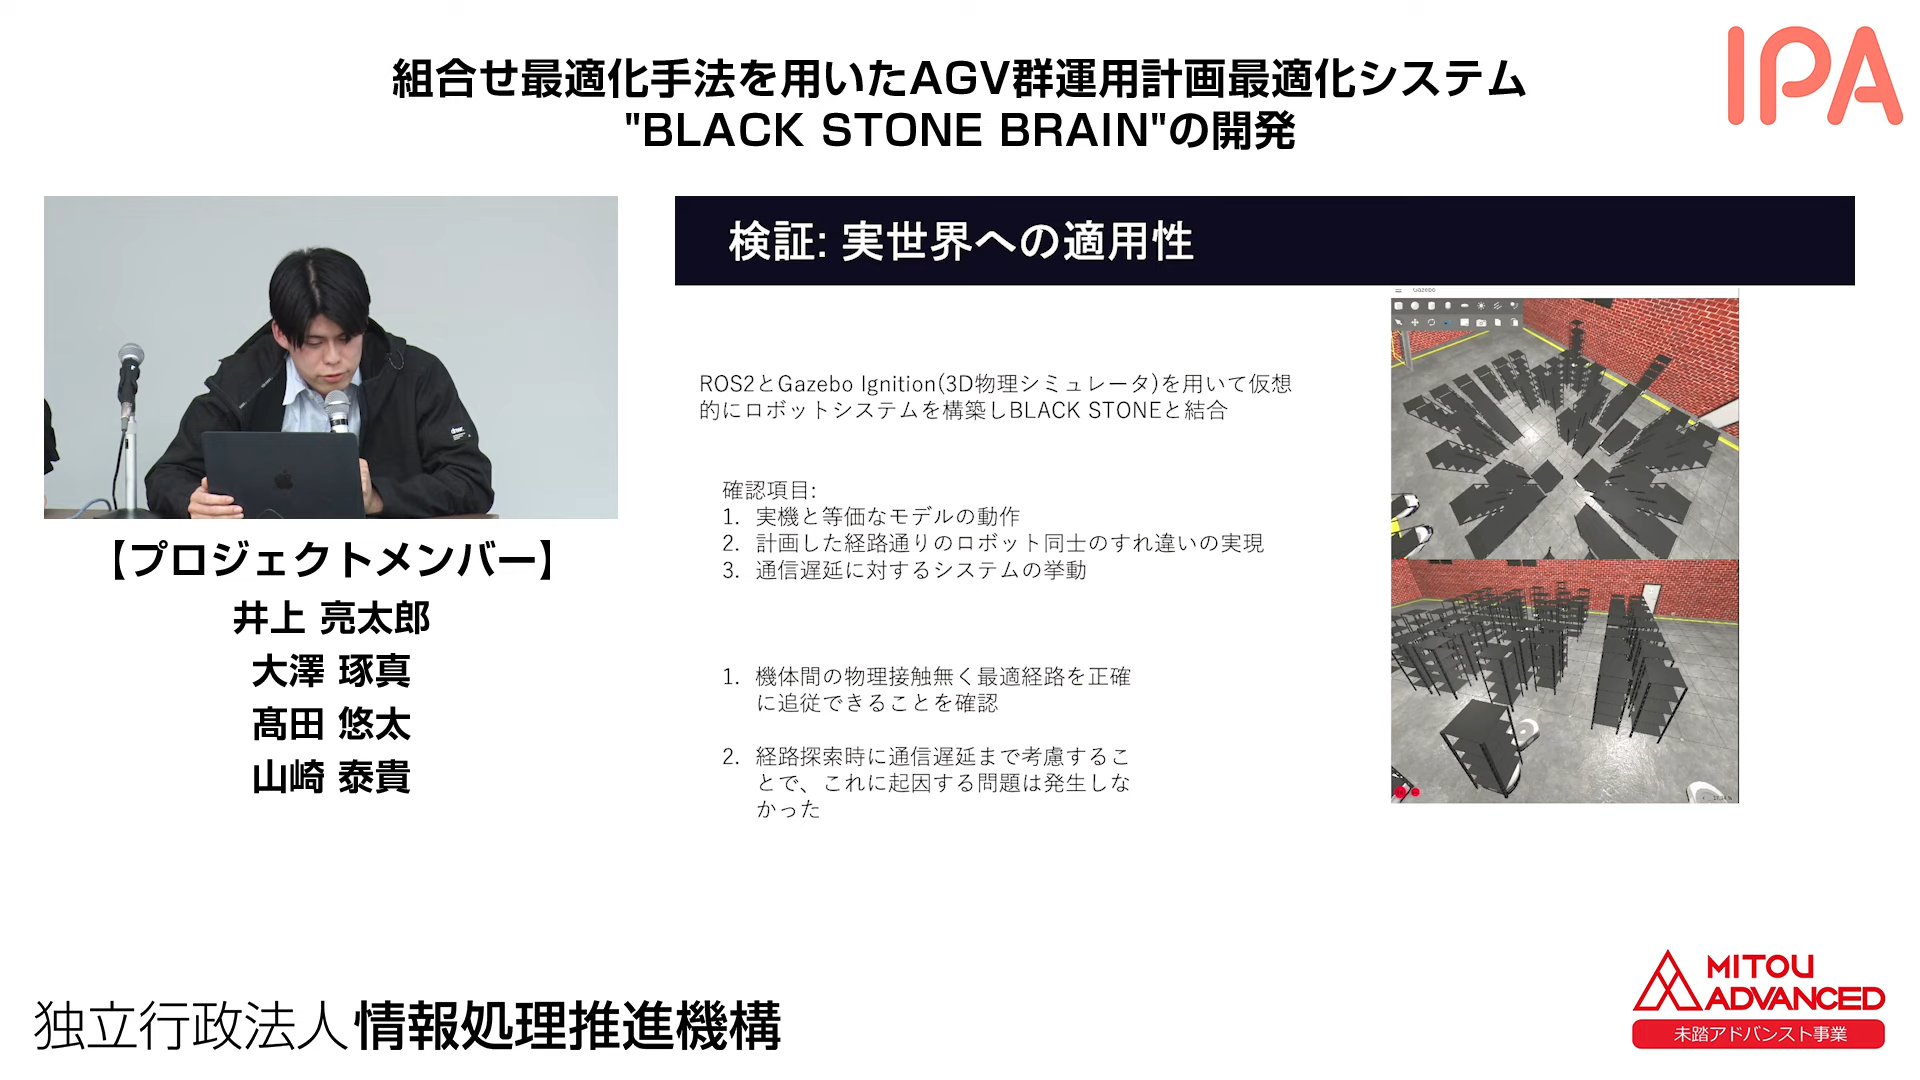 組合せ最適化手法を用いたAGV群運用計画最適化システム
"BLACK STONE BRAIN"の開発
IPA
検証: 実世界への適用性
Gazebo
ROS2とGazebo Ignition(3D物理シミュレータ)を用いて仮想
的にロボットシステムを構築しBLACK STONEと結合
確認項目:
1. 実機と等価なモデルの動作
2. 計画した経路通りのロボット同士のすれ違いの実現
3. 通信遅延に対するシステムの挙動
1. 機体間の物理接触無く最適経路を正確
に追従できることを確認
2. 経路探索時に通信遅延まで考慮するこ
とで、これに起因する問題は発生しな
かった
【プロジェクトメンバー】
井上 亮太郎
大澤 琢真
髙田 悠太
山崎 泰貴
独立行政法人情報処理推進機構
MITOU
ADVANCED
未踏アドバンスト事業